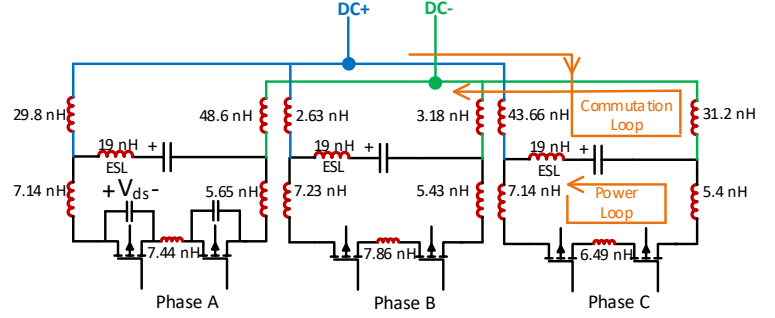 DC+
DC-
29.8 nH
48.6 nH
2.63 nH
3.18 nH
43.66 nH
31.2 nH
Commutation
Loop
19 nH
+
ESL
19 nH
+
ESL
19 nH
+
ESL
7.14 nH
+Vds-
5.65 nH
7.23 nH
5.43 nH
7.14 nH
Power
Loop
5.4 nH
7.44 nH
7.86 nH
6.49 nH
Phase A
Phase B
Phase C